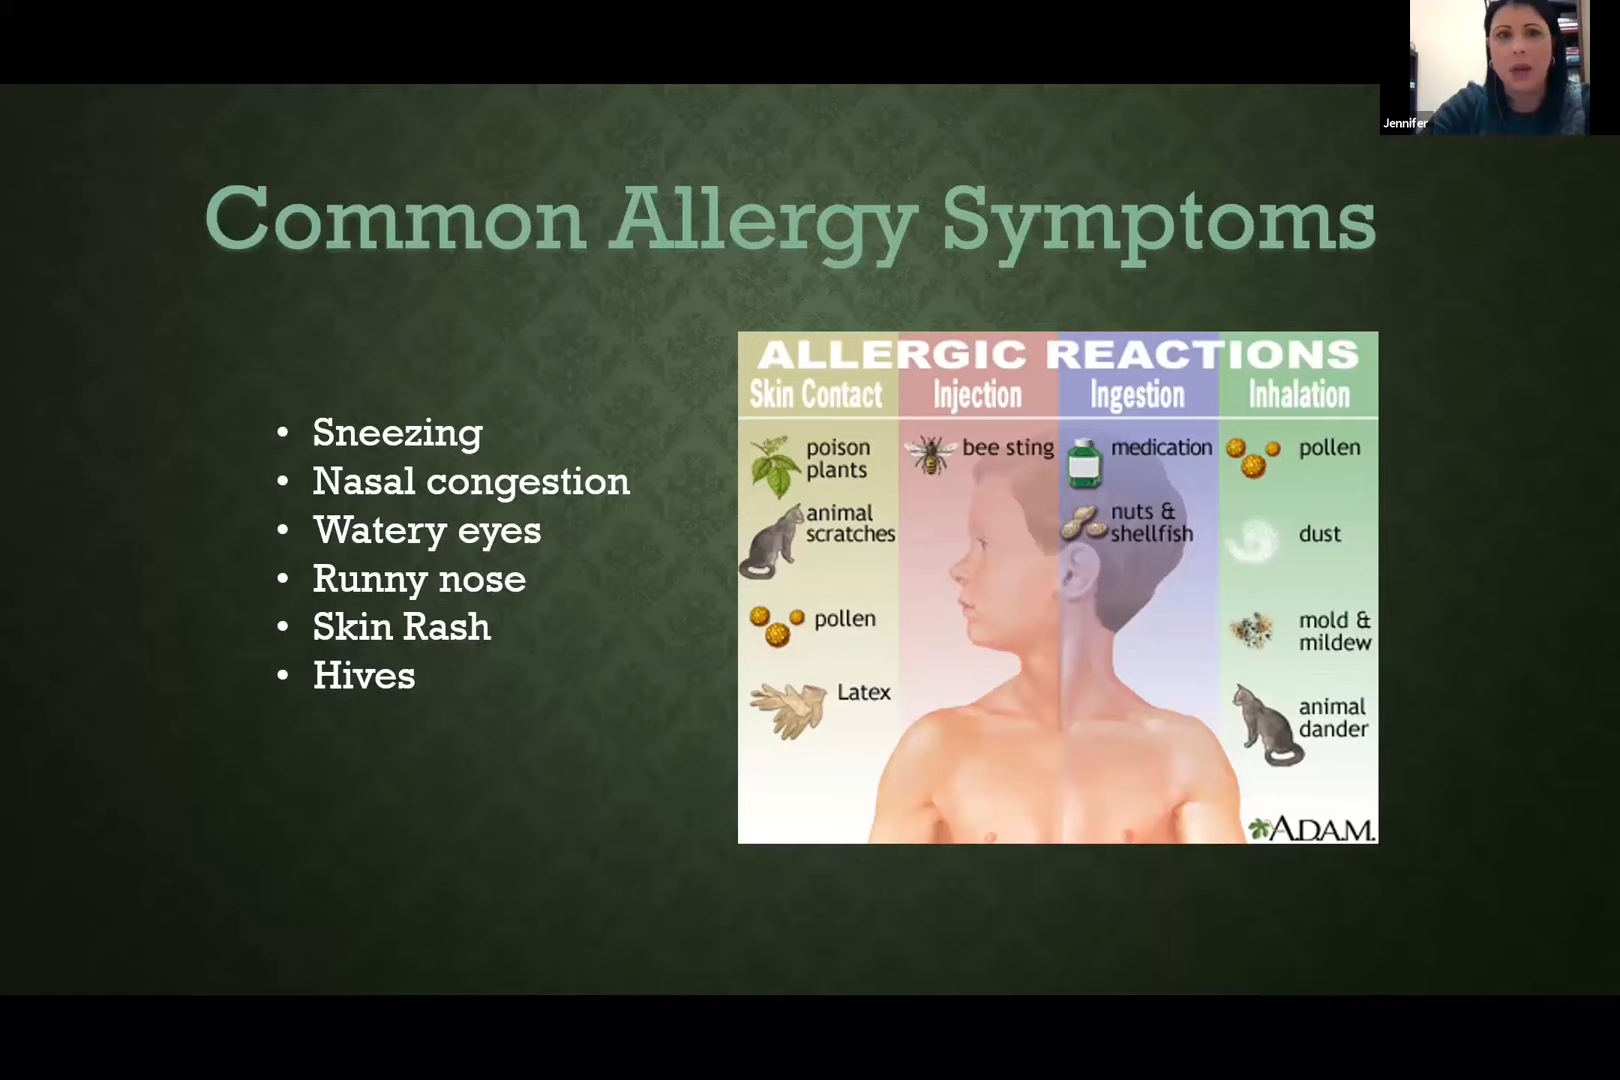 Jennifer
Common Allergy Symptoms
• Sneezing
• Nasal congestion
• Watery eyes
• Runny nose
• Skin Rash
• Hives
ALLERGIC REACTIONS
Skin Contact
poison
plants
animal
scratches
pollen
Latex
Injection
bee sting
Ingestion
medication
nuts &
shellfish
Inhalation
pollen
dust
mold &
mildew
animal
dander
A.D.A.M.